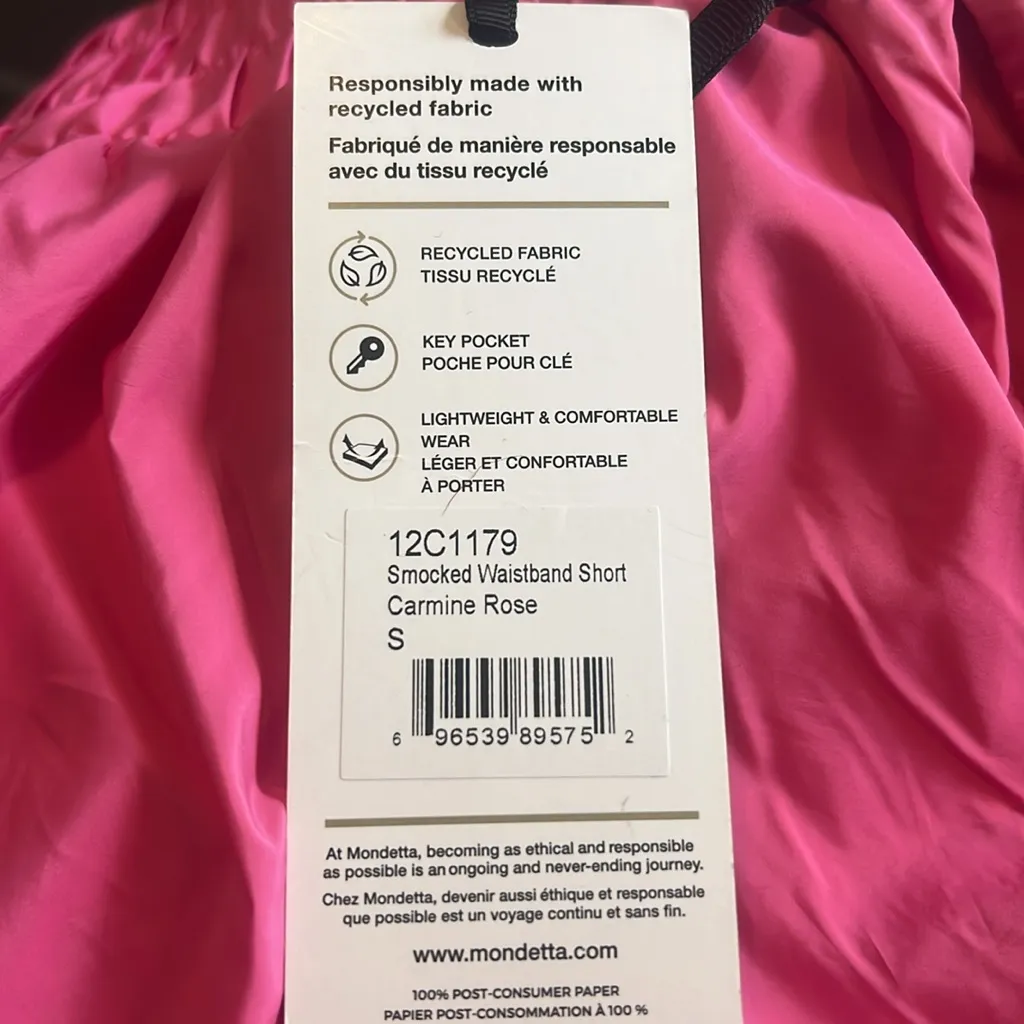 Responsibly made with
recycled fabric
Fabriqué de manière responsable
avec du tissu recyclé
RECYCLED FABRIC
TISSU RECYCLÉ
KEY POCKET
POCHE POUR CLÉ
LIGHTWEIGHT & COMFORTABLE
WEAR
LÉGER ET CONFORTABLE
À PORTER
12C1179
Smocked Waistband Short
Carmine Rose
S
6 96539 89575 2
At Mondetta, becoming as ethical and responsible
as possible is an ongoing and never-ending journey.
Chez Mondetta, devenir aussi éthique et responsable
que possible est un voyage continu et sans fin.
www.mondetta.com
100% POST-CONSUMER PAPER
PAPIER POST-CONSOMMATION À 100 %